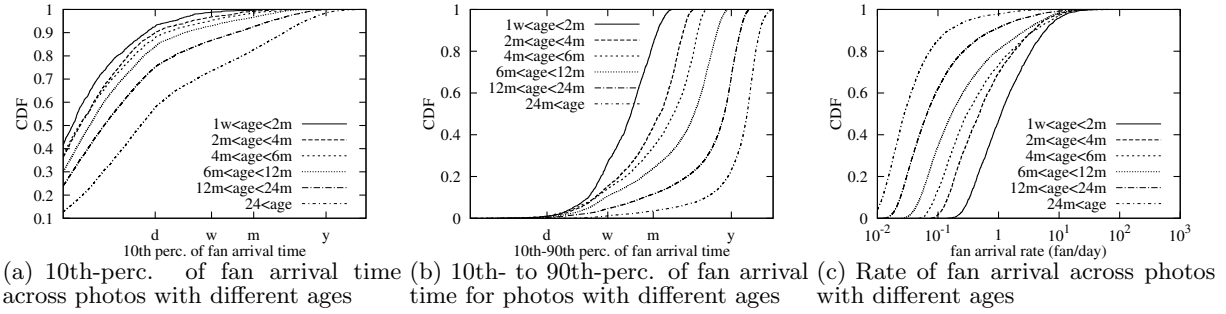 1
0.9
0.8
0.7
0.6
0.5
0.4
0.3
0.2
0.1
CDF
1w<age<2m
2m<age<4m
4m<age<6m
6m<age<12m
12m<age<24m
24<age
d w m y
10th perc. of fan arrival time
(a) 10th-perc. of fan arrival time
across photos with different ages
1
0.8
0.6
0.4
0.2
0
CDF
1w<age<2m
2m<age<4m
4m<age<6m
6m<age<12m
12m<age<24m
24m<age
d w m y
10th-90th perc. of fan arrival time
(b) 10th- to 90th-perc. of fan arrival
time for photos with different ages
1
0.8
0.6
0.4
0.2
0
CDF
1w<age<2m
2m<age<4m
4m<age<6m
6m<age<12m
12m<age<24m
24m<age
10-2 10-1 1 101 102 103
fan arrival rate (fan/day)
(c) Rate of fan arrival across photos
with different ages